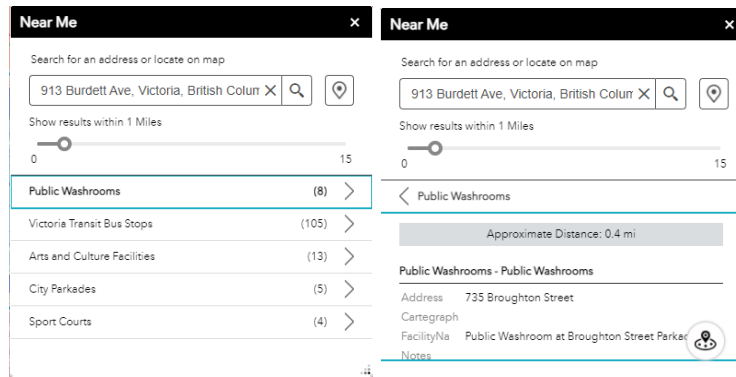 Near Me
Search for an address or locate on map
913 Burdett Ave, Victoria, British Colum
Show results within 1 Miles
0 15
Public Washrooms (8)
Victoria Transit Bus Stops (105)
Arts and Culture Facilities (13)
City Parkades (5)
Sport Courts (4)
Near Me
Search for an address or locate on map
913 Burdett Ave, Victoria, British Colum
Show results within 1 Miles
0 15
Public Washrooms
Approximate Distance: 0.4 mi
Public Washrooms - Public Washrooms
Address 735 Broughton Street
Cartegraph
FacilityNa Public Washroom at Broughton Street Parkac
Notes